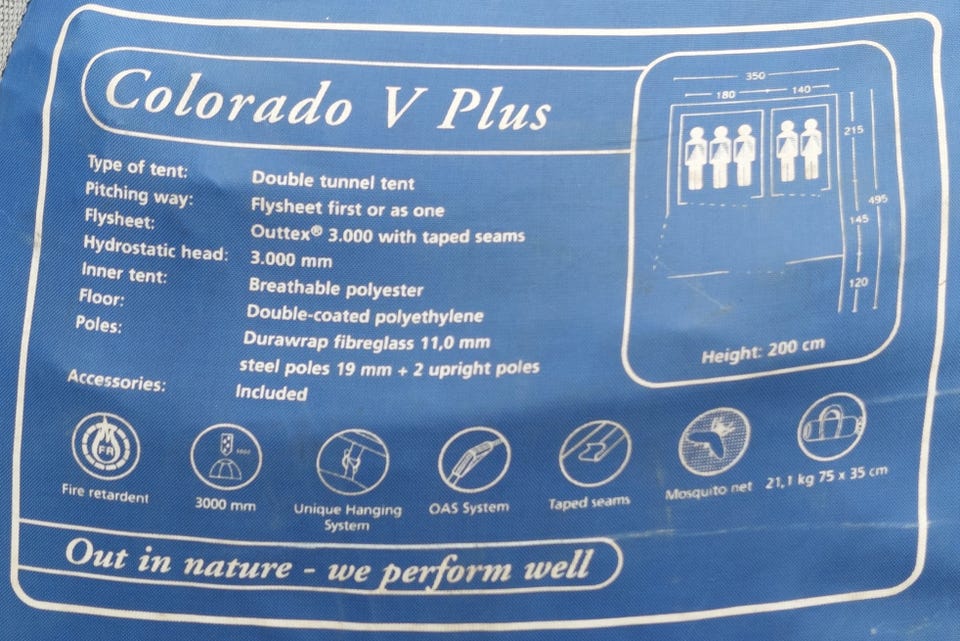 Colorado V Plus
Type of tent: Double tunnel tent
Pitching way: Flysheet first or as one
Flysheet: Outtex® 3.000 with taped seams
Hydrostatic head: 3.000 mm
Inner tent: Breathable polyester
Floor: Double-coated polyethylene
Poles: Durawrap fibreglass 11,0 mm
steel poles 19 mm + 2 upright poles
Accessories: Included
350
180 140
215
495
145
120
Height: 200 cm
FR
Fire retardent
3000 mm
Unique Hanging
System
OAS System
Taped seams
Mosquito net
21,1 kg 75 x 35 cm
Out in nature - we perform well